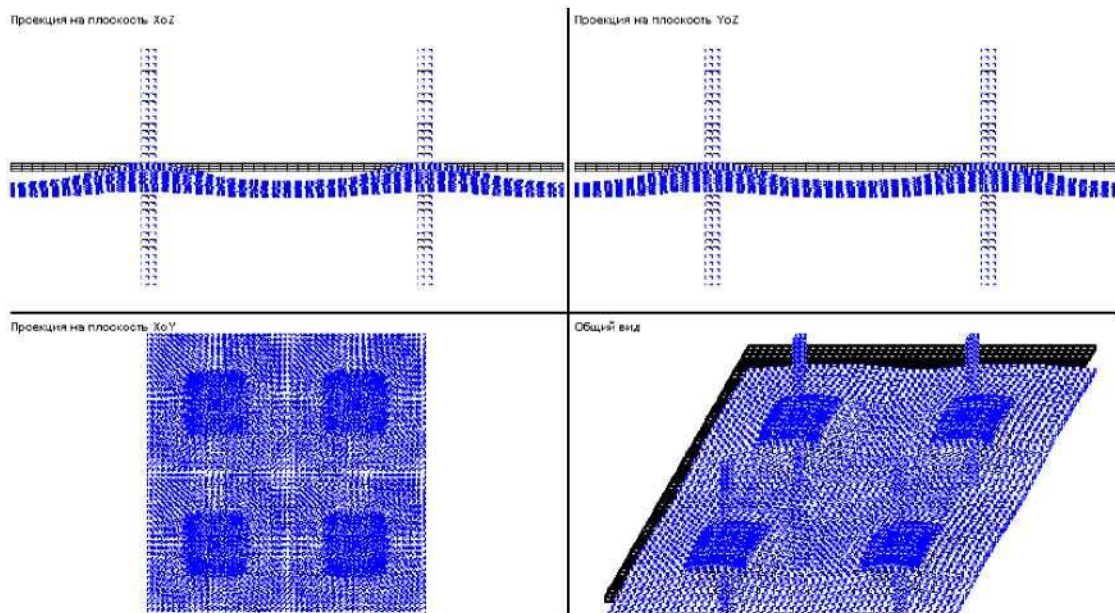 Проекция на плоскость XoZ
Проекция на плоскость YoZ
Проекция на плоскость XoY
Общий вид